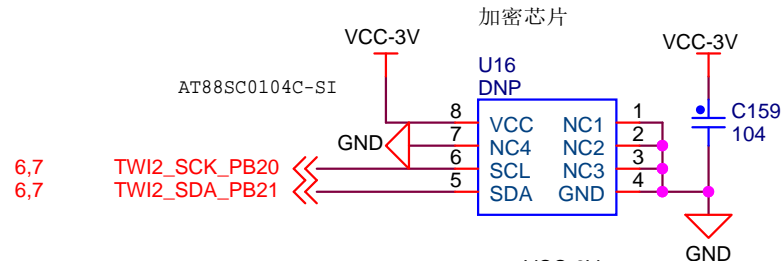 加密芯片
VCC-3V
VCC-3V
U16
DNP
AT88SC0104C-SI
8 VCC NC1 1
GND 7 NC4 NC2 2
6,7 TWI2_SCK_PB20 6 SCL NC3 3
6,7 TWI2_SDA_PB21 5 SDA GND 4
C159
104
GND